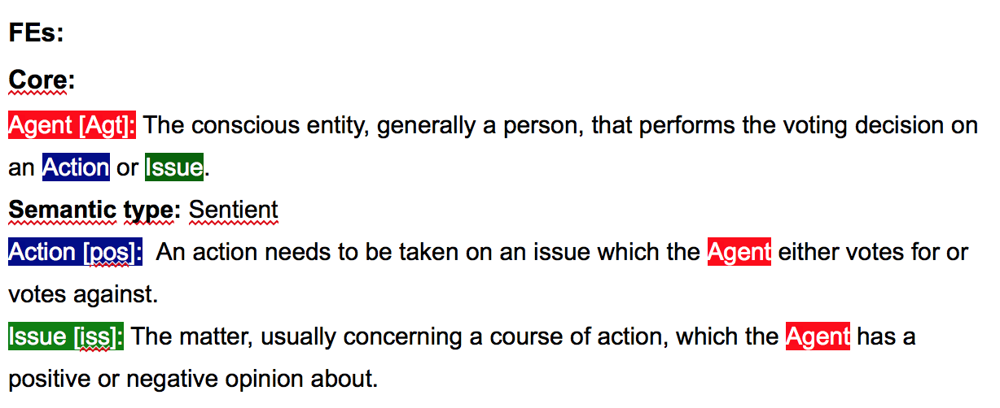 FEs:
Core:
Agent [Agt]: The conscious entity, generally a person, that performs the voting decision on
an Action or Issue.
Semantic type: Sentient
Action [pos]:  An action needs to be taken on an issue which the Agent either votes for or
votes against.
Issue [iss]: The matter, usually concerning a course of action, which the Agent has a
positive or negative opinion about.